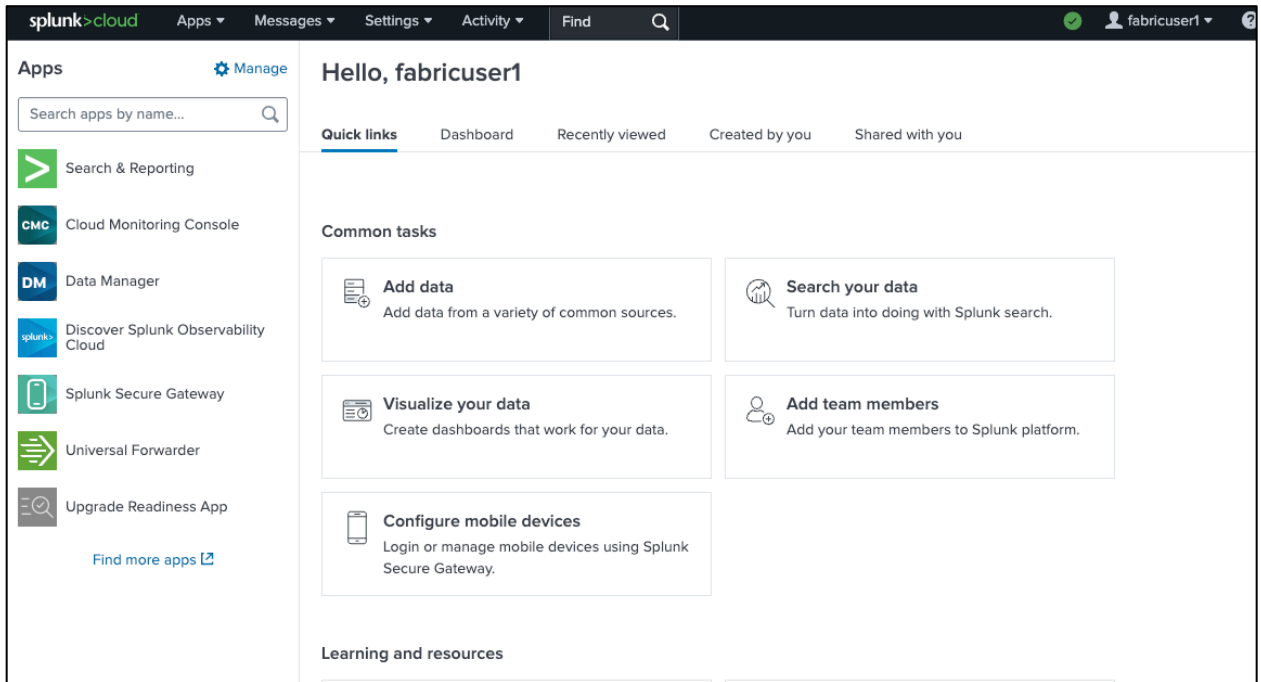 splunk>cloud Apps Messages Settings Activity Find fabricuser1 ?
Apps Manage
Search apps by name...
Search & Reporting
CMC Cloud Monitoring Console
DM Data Manager
splunk> Discover Splunk Observability
Cloud
Splunk Secure Gateway
Universal Forwarder
Upgrade Readiness App
Find more apps
Hello, fabricuser1
Quick links Dashboard Recently viewed Created by you Shared with you
Common tasks
Add data
Add data from a variety of common sources.
Search your data
Turn data into doing with Splunk search.
Visualize your data
Create dashboards that work for your data.
Add team members
Add your team members to Splunk platform.
Configure mobile devices
Login or manage mobile devices using Splunk
Secure Gateway.
Learning and resources